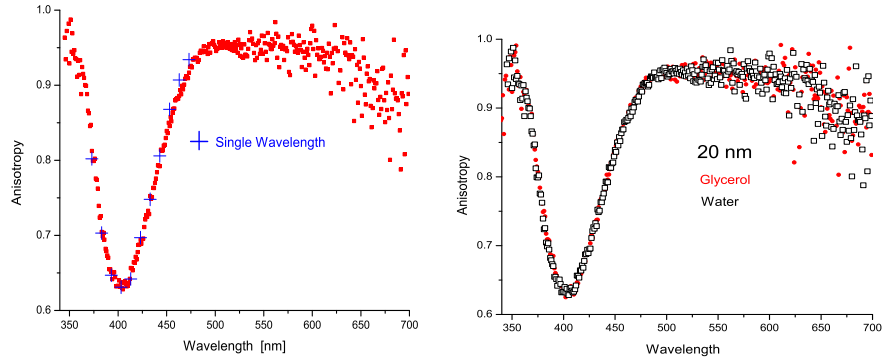 1.0
0.9
0.8
0.7
0.6
Anisotropy
350 400 450 500 550 600 650 700
Wavelength [nm]
Single Wavelength
1.0
0.9
0.8
0.7
0.6
Anisotropy
350 400 450 500 550 600 650 700
Wavelength
20 nm
Glycerol
Water